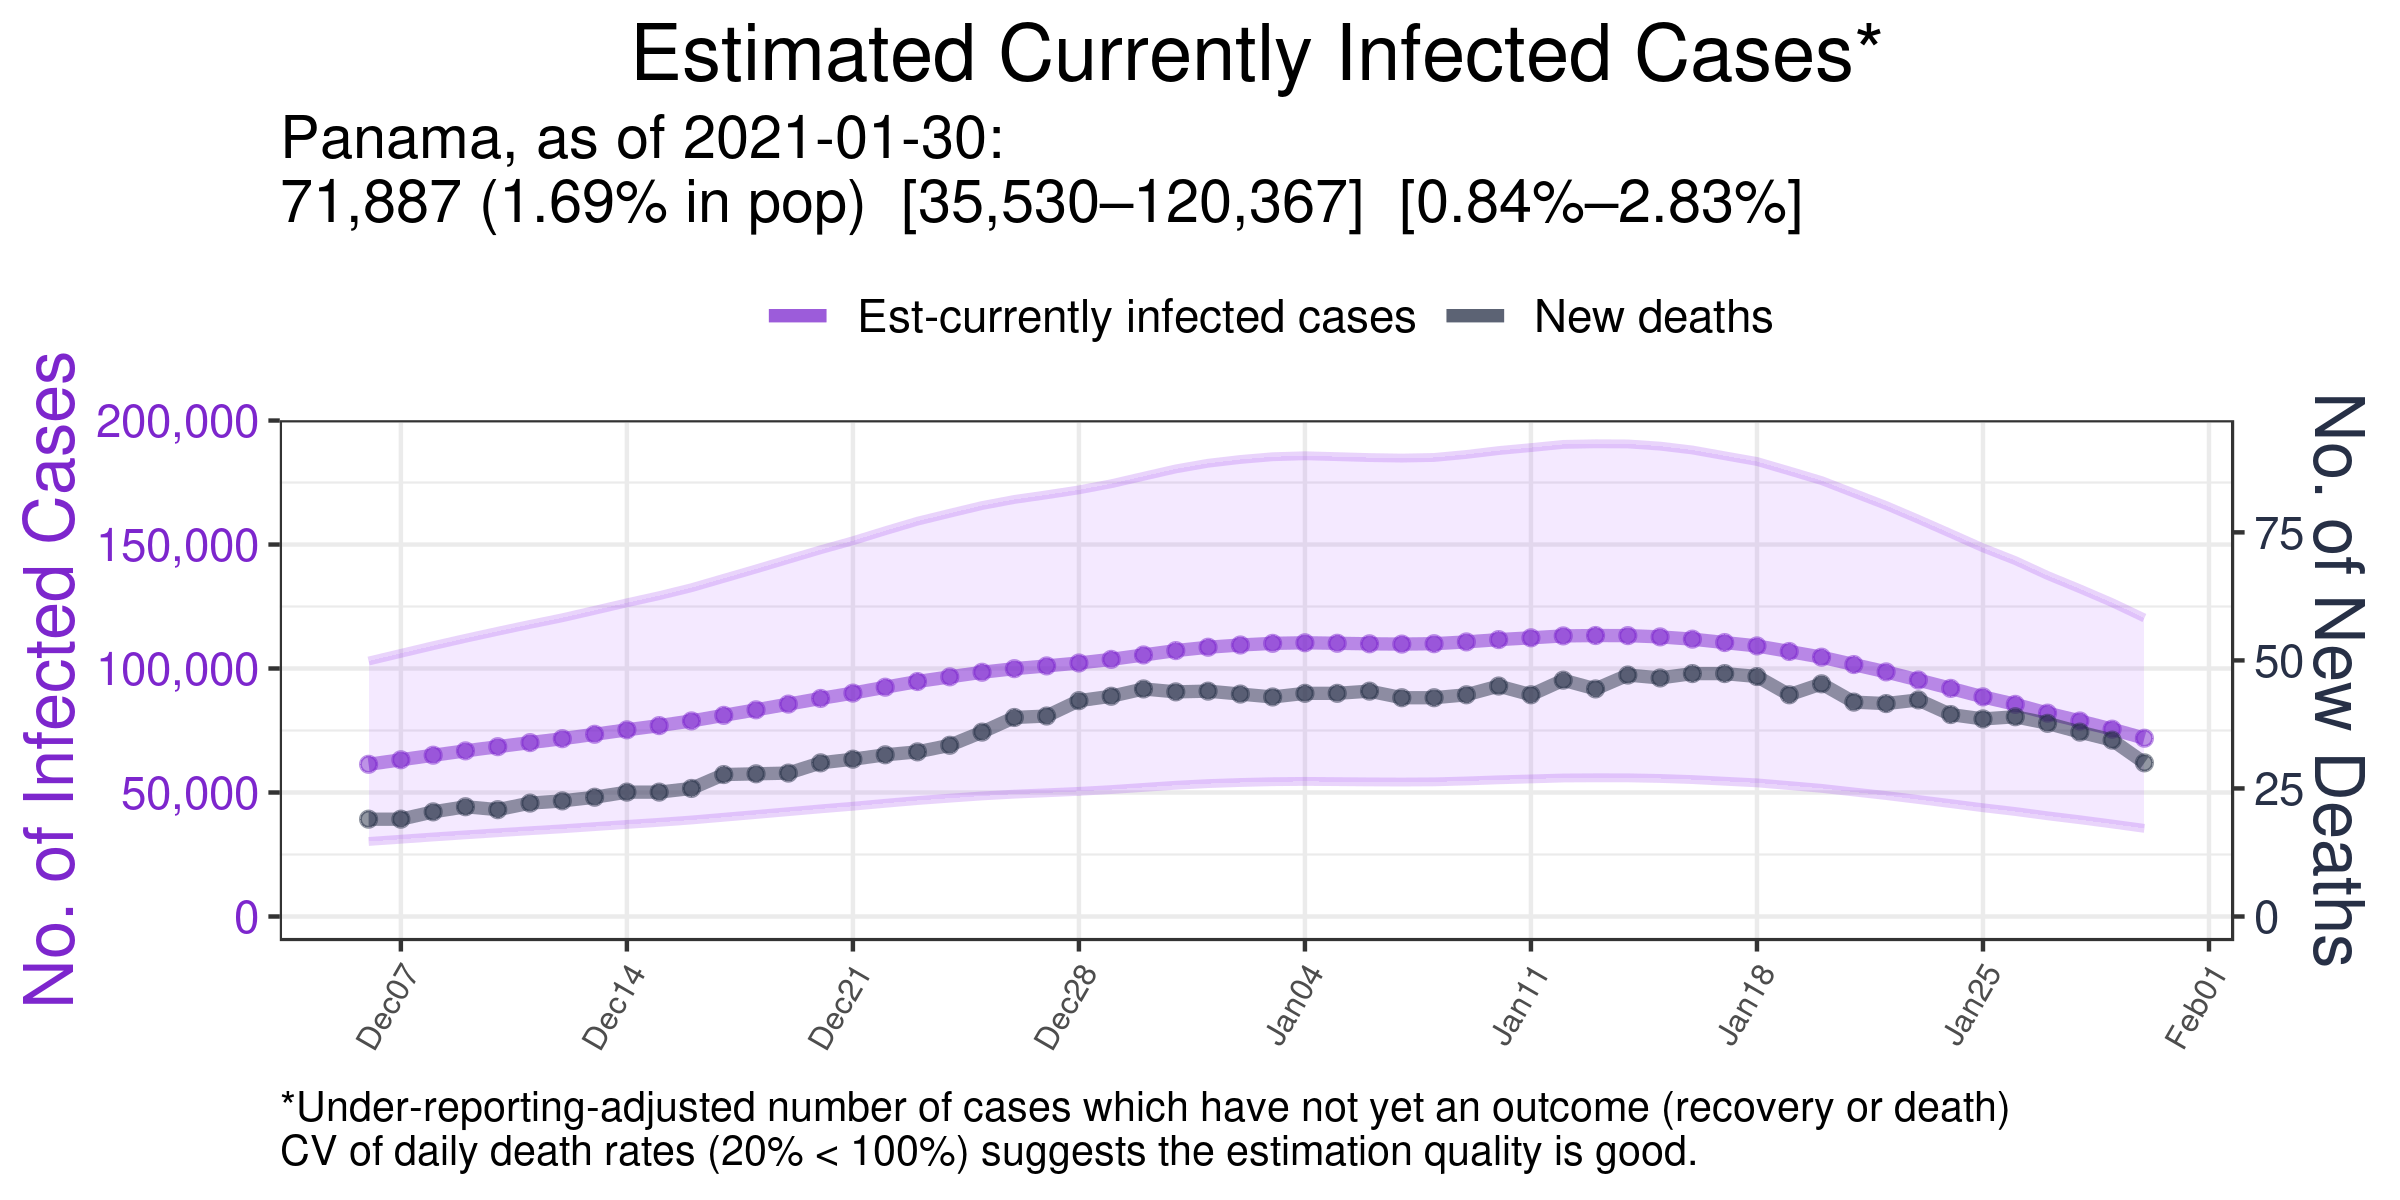 Estimated Currently Infected Cases*
Panama, as of 2021-01-30:
71,887 (1.69% in pop)  [35,530–120,367]  [0.84%–2.83%]
Est-currently infected cases
New deaths
No. of Infected Cases
200,000
150,000
100,000
50,000
0
No. of New Deaths
75
50
25
0
Dec07
Dec14
Dec21
Dec28
Jan04
Jan11
Jan18
Jan25
Feb01
*Under-reporting-adjusted number of cases which have not yet an outcome (recovery or death)
CV of daily death rates (20% < 100%) suggests the estimation quality is good.